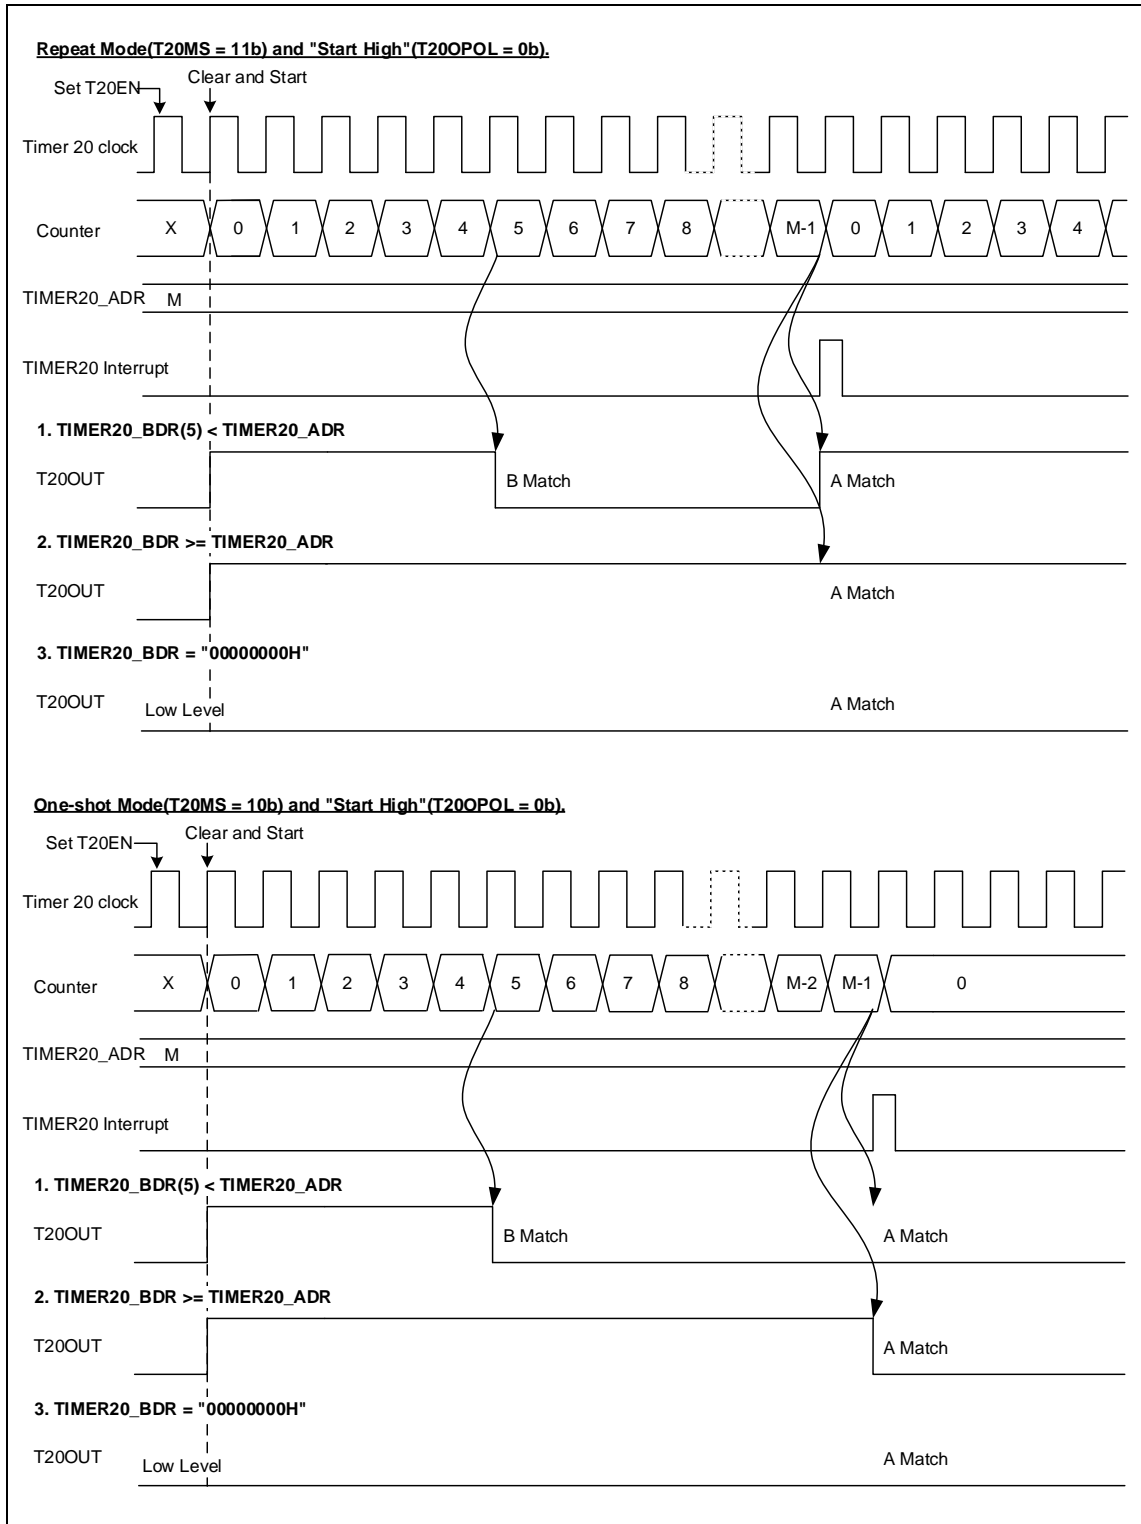 Repeat Mode(T20MS = 11b) and "Start High"(T20OPOL = 0b).
Set T20EN
Clear and Start
Timer 20 clock
Counter X 0 1 2 3 4 5 6 7 8 M-1 0 1 2 3 4
TIMER20_ADR M
TIMER20 Interrupt
1. TIMER20_BDR(5) < TIMER20_ADR
T20OUT B Match A Match
2. TIMER20_BDR >= TIMER20_ADR
T20OUT A Match
3. TIMER20_BDR = "00000000H"
T20OUT Low Level A Match
One-shot Mode(T20MS = 10b) and "Start High"(T20OPOL = 0b).
Set T20EN
Clear and Start
Timer 20 clock
Counter X 0 1 2 3 4 5 6 7 8 M-2 M-1 0
TIMER20_ADR M
TIMER20 Interrupt
1. TIMER20_BDR(5) < TIMER20_ADR
T20OUT B Match A Match
2. TIMER20_BDR >= TIMER20_ADR
T20OUT A Match
3. TIMER20_BDR = "00000000H"
T20OUT Low Level A Match